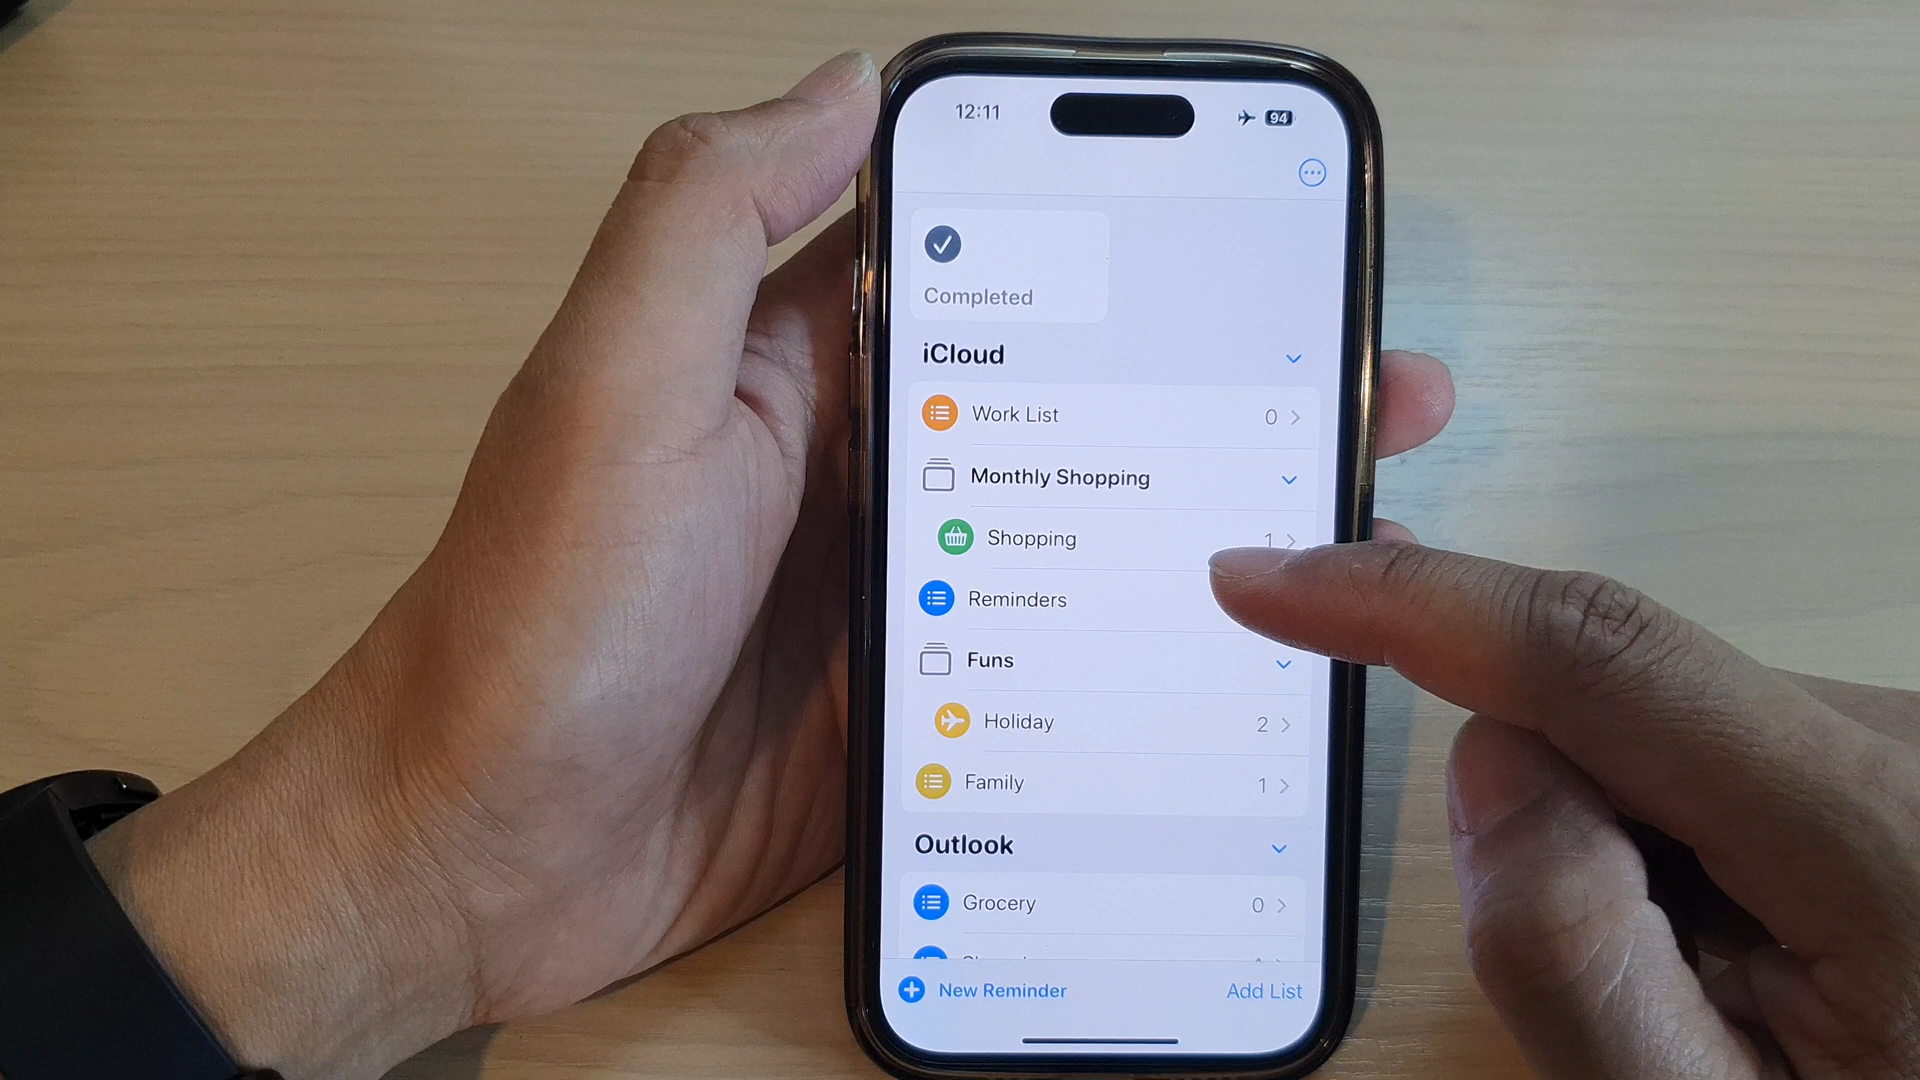 12:11
94
Completed
iCloud
Work List 0
Monthly Shopping
Shopping 1
Reminders
Funs
Holiday 2
Family 1
Outlook
Grocery 0
New Reminder Add List